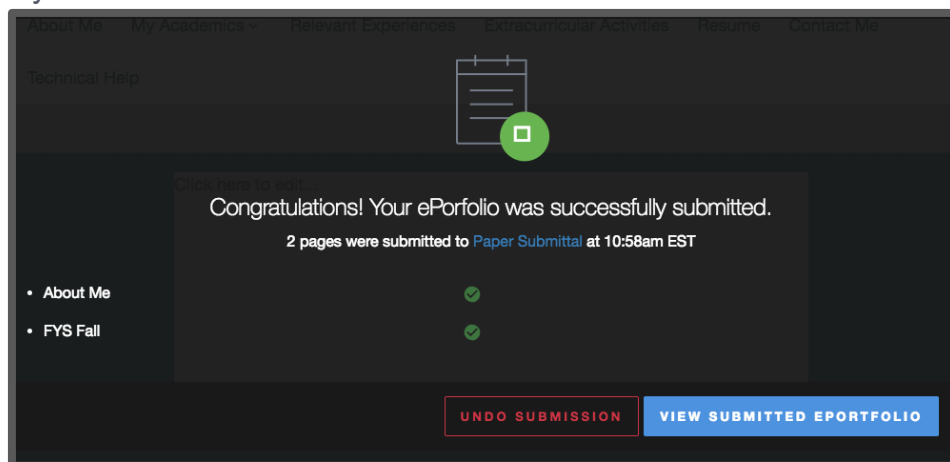 About Me My Academics Relevant Experiences Extracurricular Activities Resume Contact Me
Technical Help
Click here to edit...
Congratulations! Your ePorfolio was successfully submitted.
2 pages were submitted to Paper Submittal at 10:58am EST
• About Me
• FYS Fall
UNDO SUBMISSION VIEW SUBMITTED EPORTFOLIO